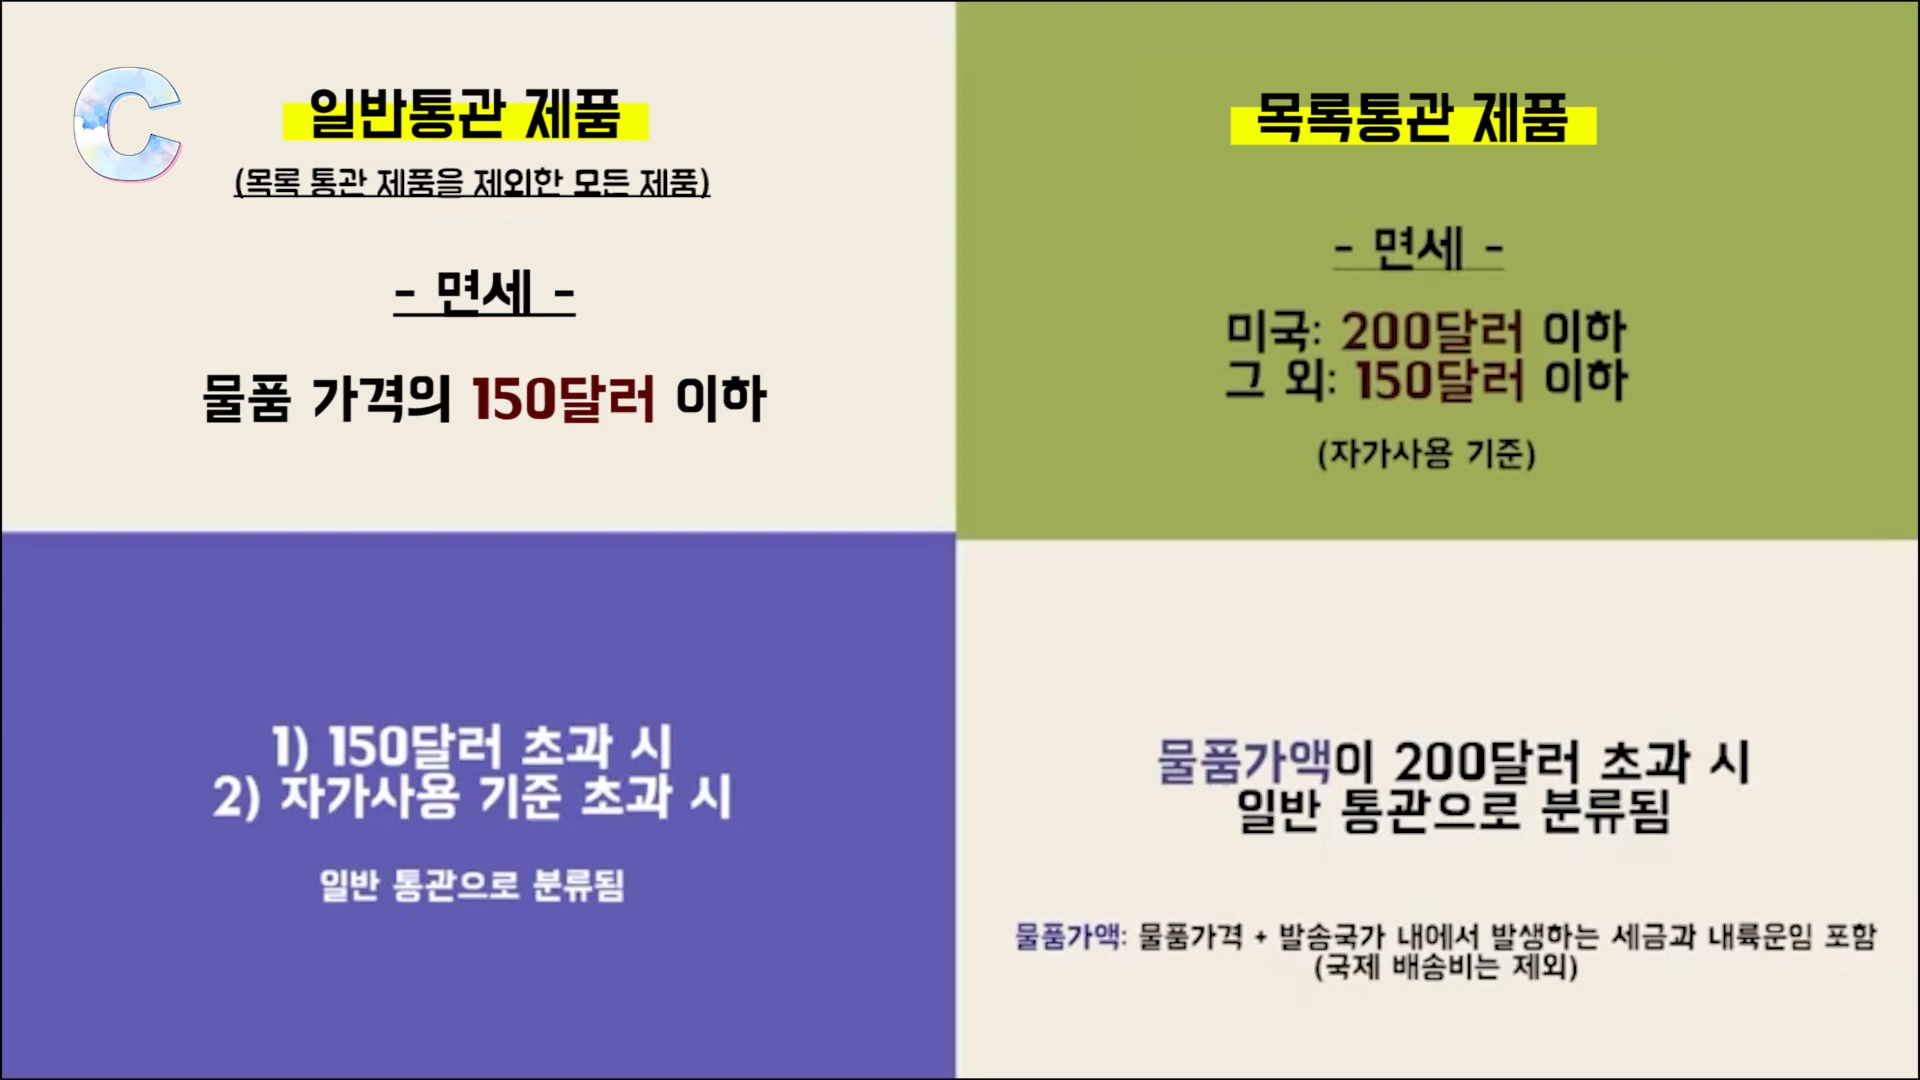 C
일반통관 제품
(목록 통관 제품을 제외한 모든 제품)
- 면세 -
물품 가격의 150달러 이하
목록통관 제품
- 면세 -
미국: 200달러 이하
그 외: 150달러 이하
(자가사용 기준)
1) 150달러 초과 시
2) 자가사용 기준 초과 시
일반 통관으로 분류됨
물품가액이 200달러 초과 시
일반 통관으로 분류됨
물품가액: 물품가격 + 발송국가 내에서 발생하는 세금과 내륙운임 포함
(국제 배송비는 제외)